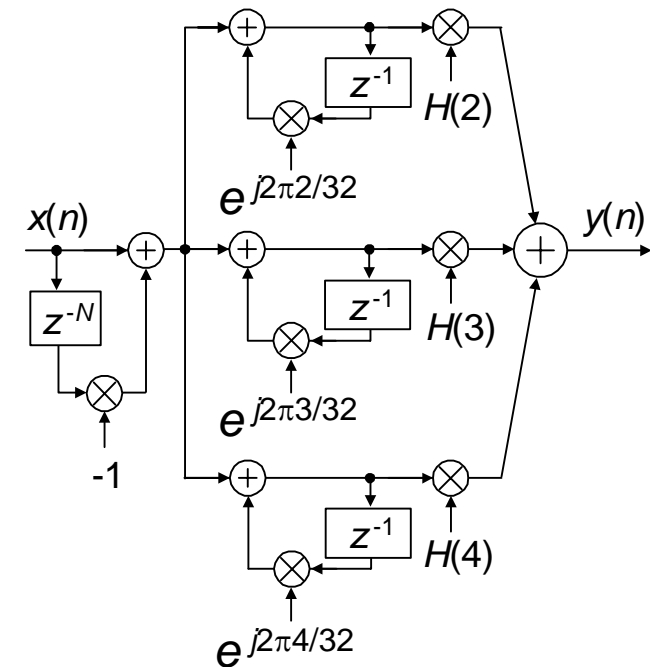 z⁻¹
H(2)
e^{j2π2/32}
x(n)
y(n)
z⁻¹
z^{-N}
H(3)
e^{j2π3/32}
-1
z⁻¹
H(4)
e^{j2π4/32}